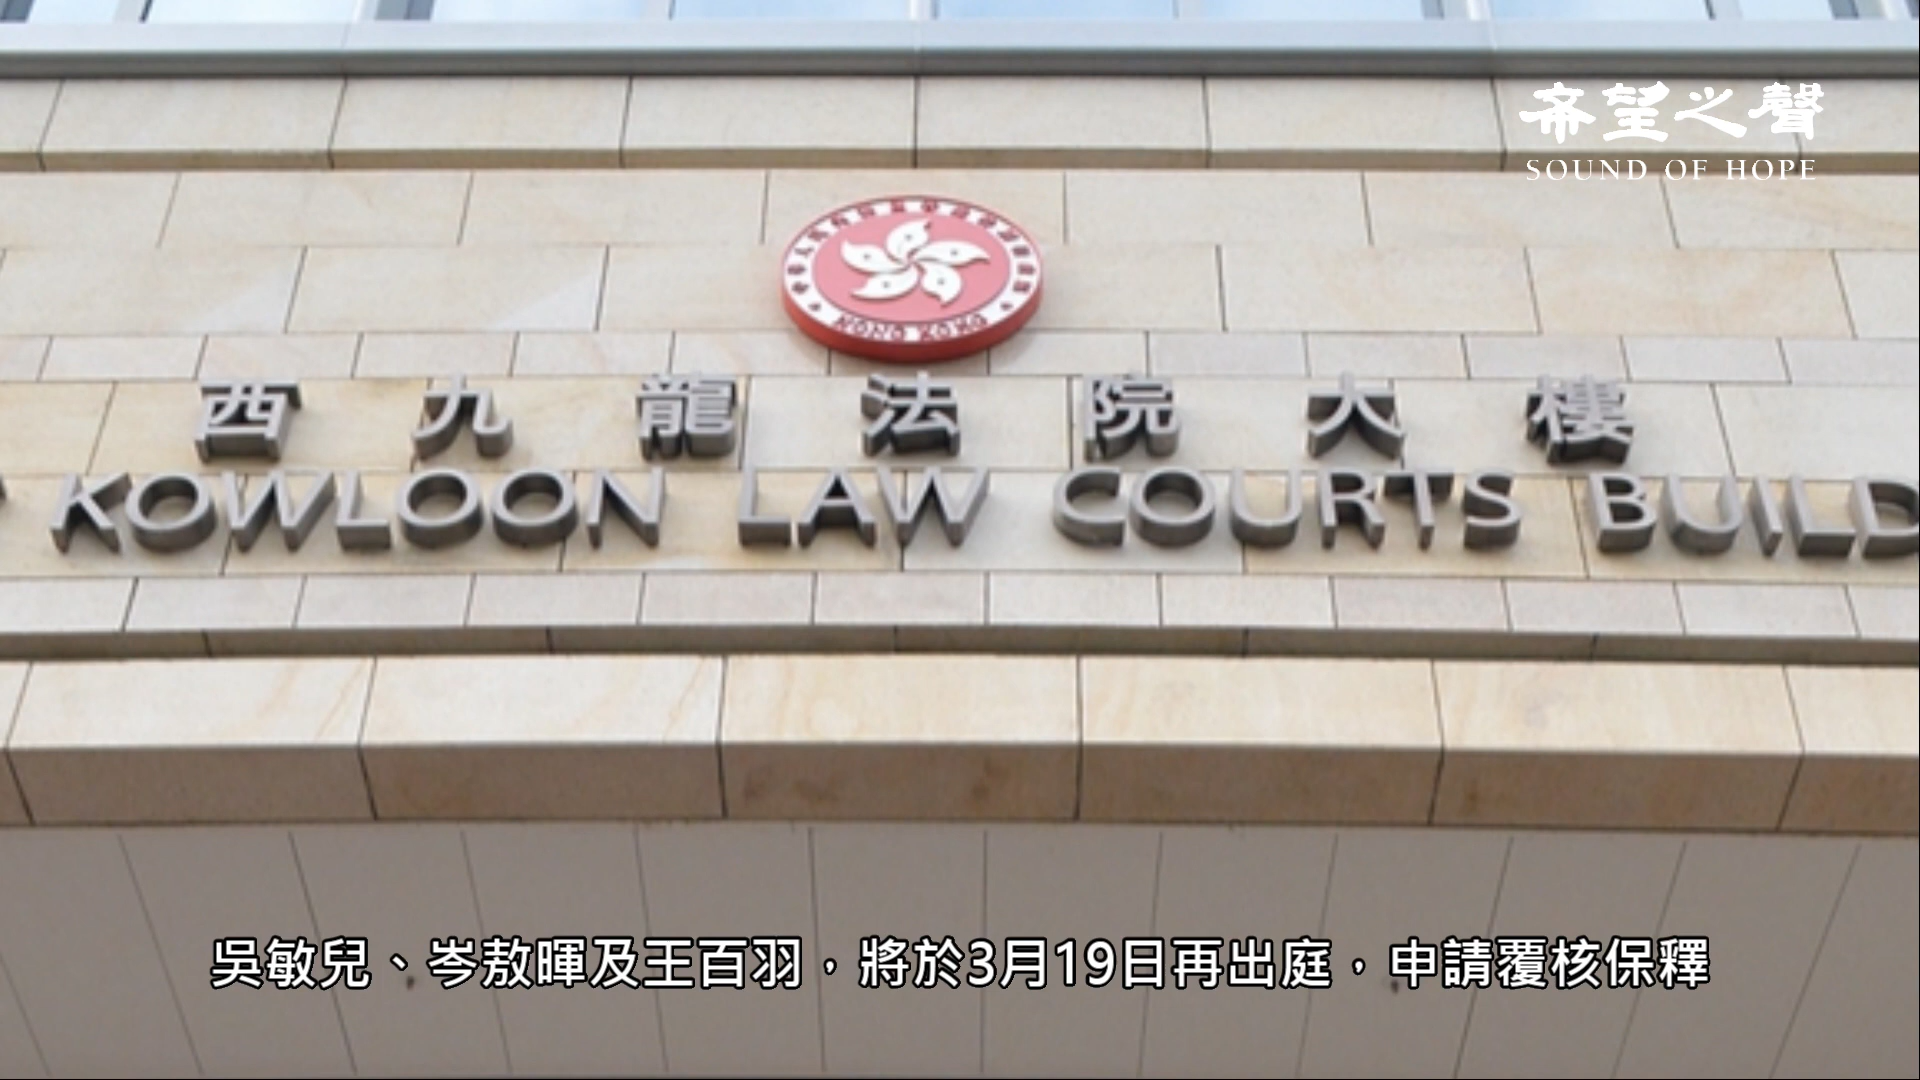 希望之聲
SOUND OF HOPE
HONG KONG
西九龍法院大樓
KOWLOON LAW COURTS BUILD
吳敏兒、岑敖暉及王百羽，將於3月19日再出庭，申請覆核保釋